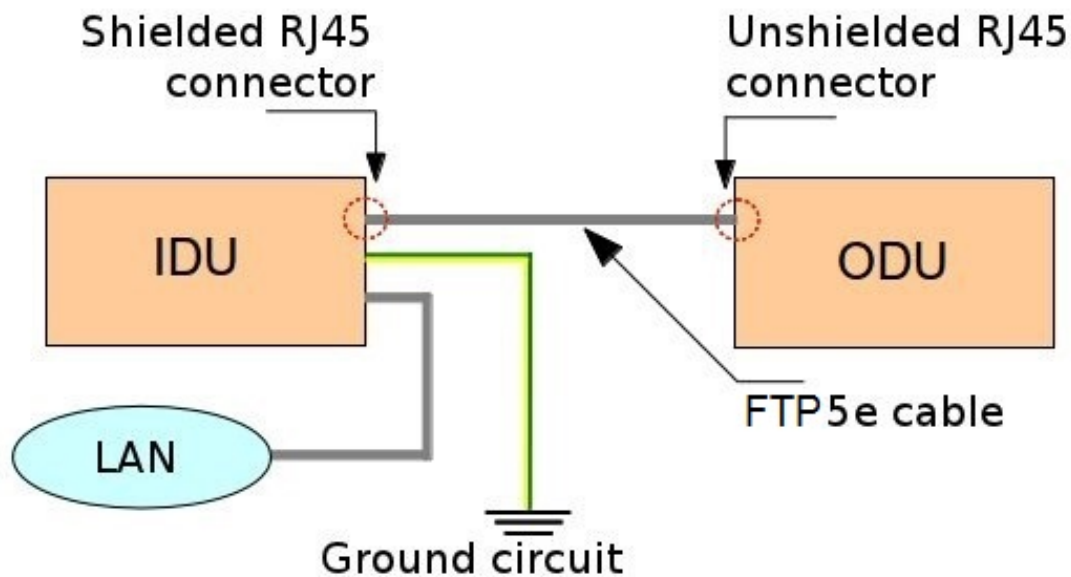 Shielded RJ45
connector
Unshielded RJ45
connector
IDU
ODU
FTP5e cable
LAN
Ground circuit